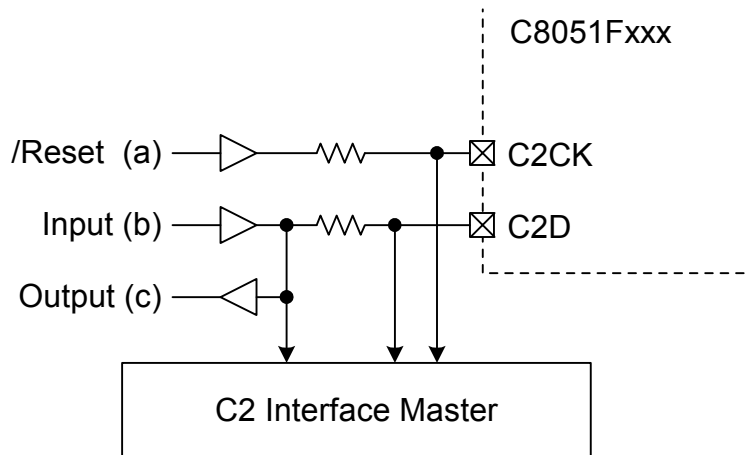 C8051Fxxx
/Reset (a)
C2CK
Input (b)
C2D
Output (c)
C2 Interface Master